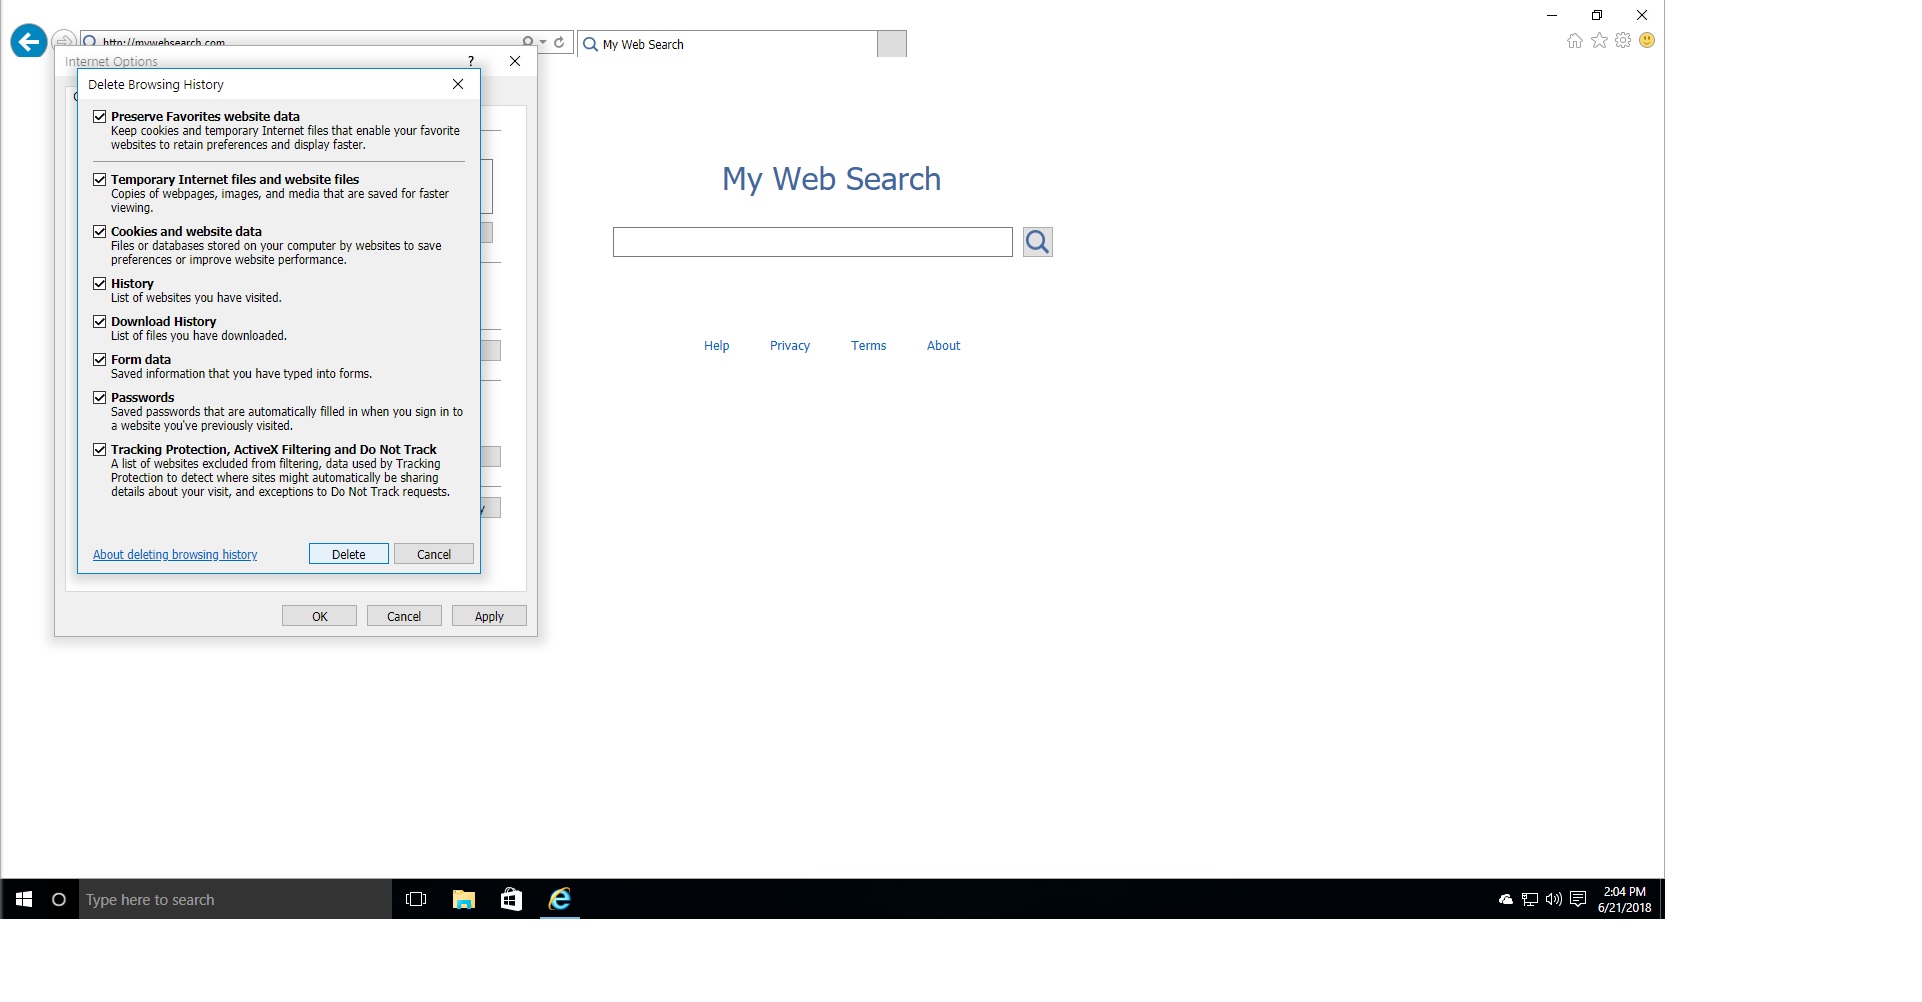 http://mywebsearch.com
My Web Search
Internet Options
?
Delete Browsing History
Preserve Favorites website data
Keep cookies and temporary Internet files that enable your favorite
websites to retain preferences and display faster.
Temporary Internet files and website files
Copies of webpages, images, and media that are saved for faster
viewing.
Cookies and website data
Files or databases stored on your computer by websites to save
preferences or improve website performance.
History
List of websites you have visited.
Download History
List of files you have downloaded.
Form data
Saved information that you have typed into forms.
Passwords
Saved passwords that are automatically filled in when you sign in to
a website you've previously visited.
Tracking Protection, ActiveX Filtering and Do Not Track
A list of websites excluded from filtering, data used by Tracking
Protection to detect where sites might automatically be sharing
details about your visit, and exceptions to Do Not Track requests.
About deleting browsing history
Delete
Cancel
OK
Cancel
Apply
My Web Search
Help
Privacy
Terms
About
Type here to search
2:04 PM
6/21/2018